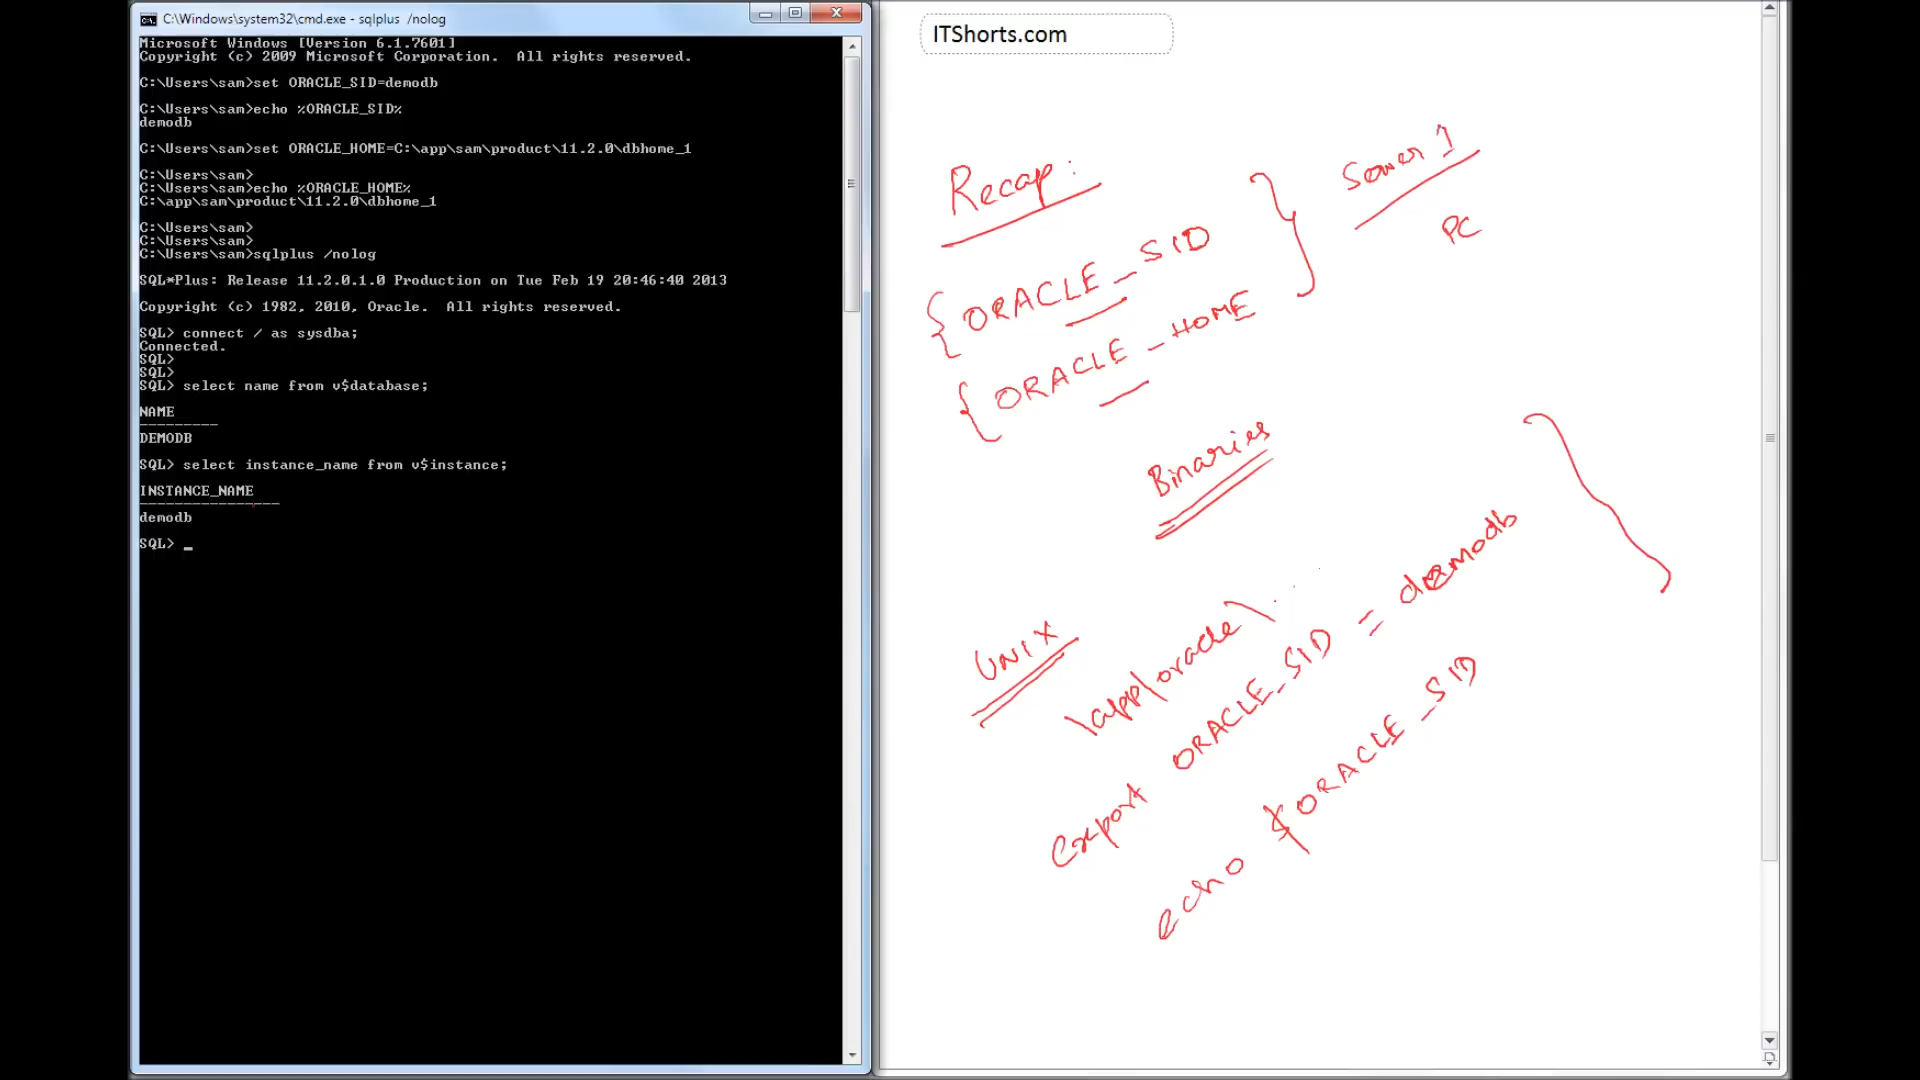 C:\Windows\system32\cmd.exe - sqlplus /nolog
Microsoft Windows [Version 6.1.7601]
Copyright (c) 2009 Microsoft Corporation.  All rights reserved.
C:\Users\sam>set ORACLE_SID=demodb
C:\Users\sam>echo %ORACLE_SID%
demodb
C:\Users\sam>set ORACLE_HOME=C:\app\sam\product\11.2.0\dbhome_1
C:\Users\sam>
C:\Users\sam>echo %ORACLE_HOME%
C:\app\sam\product\11.2.0\dbhome_1
C:\Users\sam>
C:\Users\sam>
C:\Users\sam>sqlplus /nolog
SQL*Plus: Release 11.2.0.1.0 Production on Tue Feb 19 20:46:40 2013
Copyright (c) 1982, 2010, Oracle.  All rights reserved.
SQL> connect / as sysdba;
Connected.
SQL>
SQL>
SQL> select name from v$database;
NAME
---------
DEMODB
SQL> select instance_name from v$instance;
INSTANCE_NAME
----------------
demodb
SQL> _
ITShorts.com
Recap:
Server 1
PC
{ ORACLE_SID }
{ ORACLE_HOME
Binaries
UNIX
\app\oracle\..
export ORACLE_SID = demodb
echo $ORACLE_SID